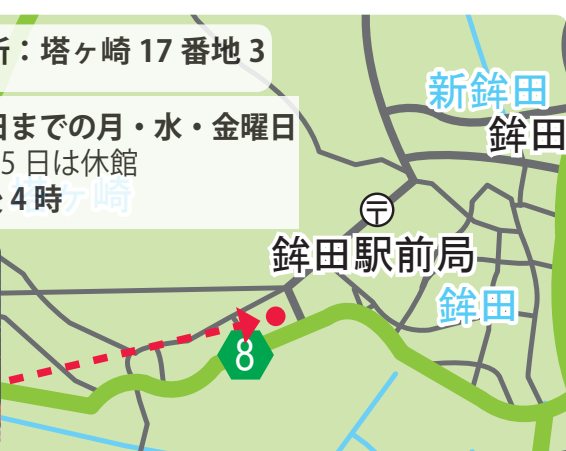 所：塔ヶ崎 17 番地 3
日までの月・水・金曜日
5 日は休館
塔ヶ崎
後 4 時
新鉾田
鉾田
〒
鉾田駅前局
鉾田
8